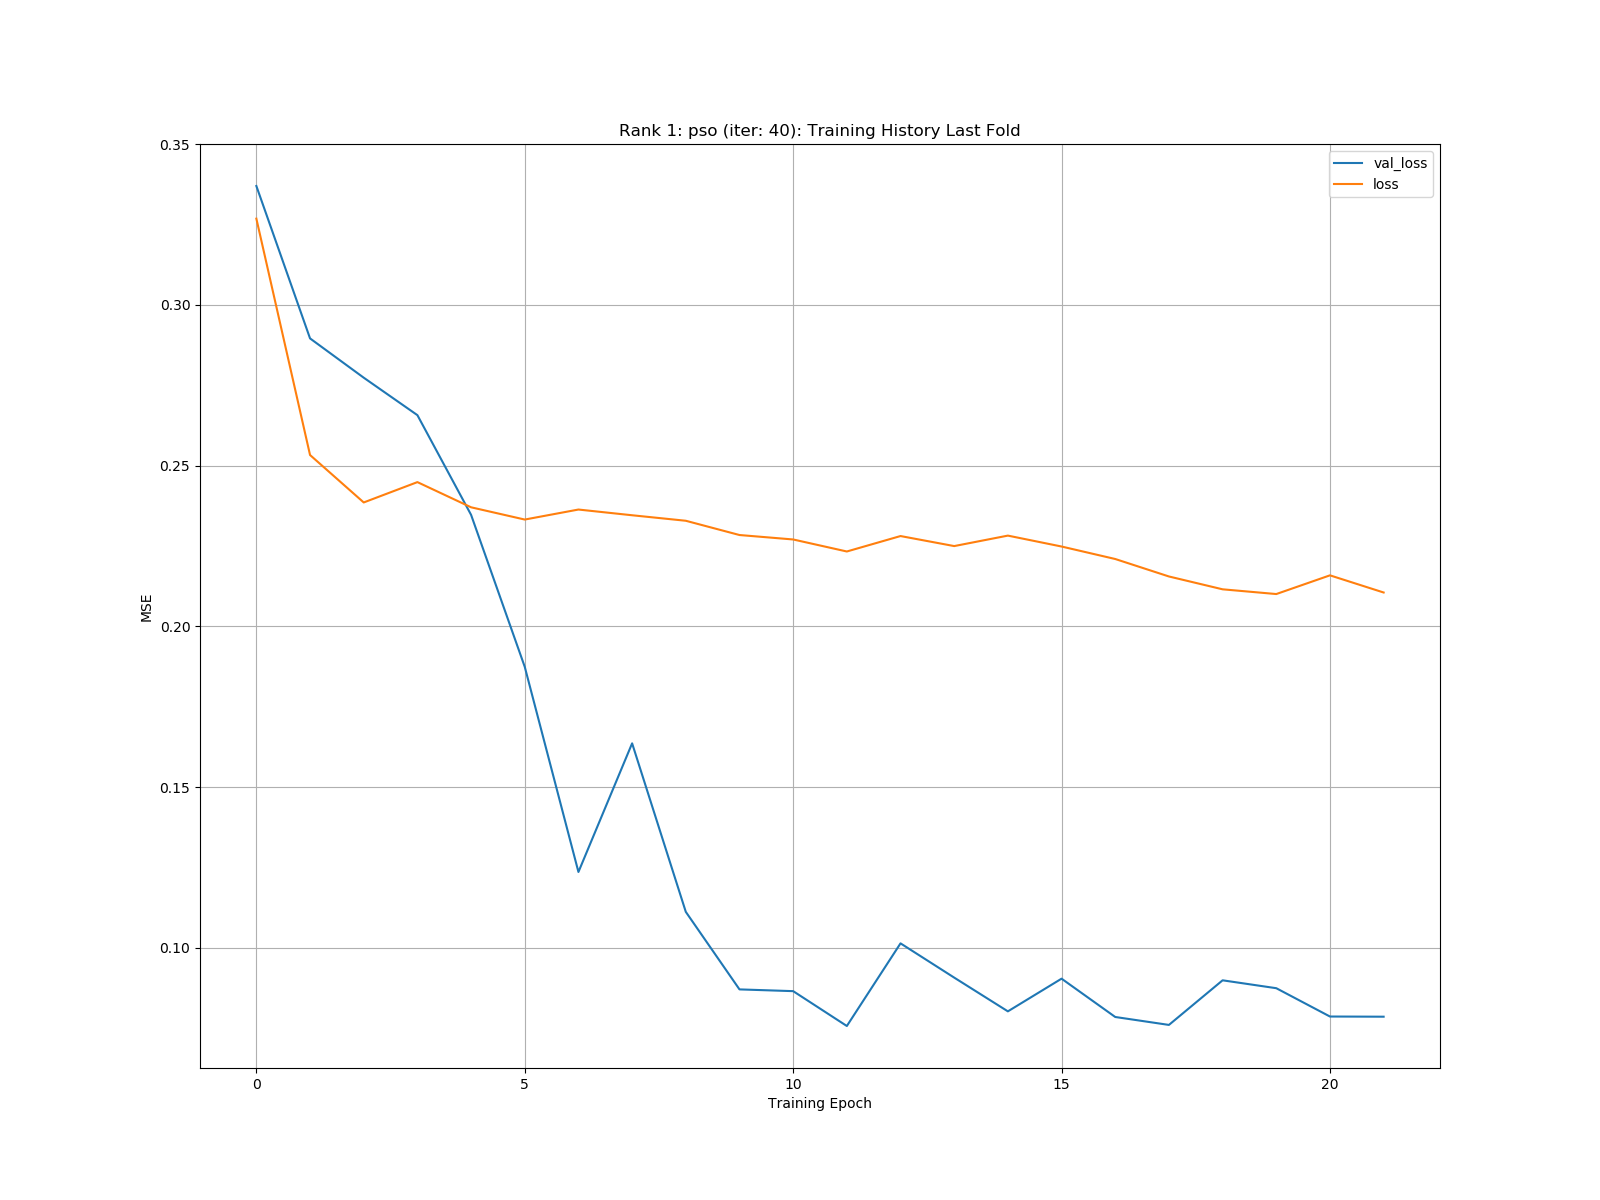 Rank 1: pso (iter: 40): Training History Last Fold
val_loss
loss
0.35
0.30
0.25
0.20
0.15
0.10
MSE
0
5
10
15
20
Training Epoch